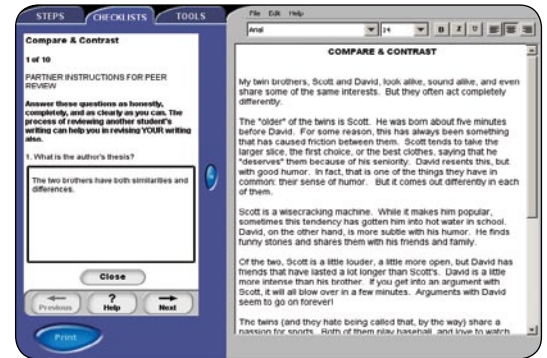 STEPS CHECKLISTS TOOLS
Compare & Contrast
1 of 10
PARTNER INSTRUCTIONS FOR PEER
REVIEW
Answer these questions as honestly,
completely, and as clearly as you can. The
process of reviewing another student's
writing can help you in revising YOUR writing
also.
1. What is the author's thesis?
The two brothers have both similarities and
differences.
Close
Previous
?
Help
Next
Print
File Edit Help
Arial 14 B I U
COMPARE & CONTRAST
My twin brothers, Scott and David, look alike, sound alike, and even
share some of the same interests. But they often act completely
differently.
The "older" of the twins is Scott. He was born about five minutes
before David. For some reason, this has always been something
that has caused friction between them. Scott tends to take the
larger slice, the first choice, or the best clothes, saying that he
"deserves" them because of his seniority. David resents this, but
with good humor. In fact, that is one of the things they have in
common: their sense of humor. But it comes out differently in each
of them.
Scott is a wisecracking machine. While it makes him popular,
sometimes this tendency has gotten him into hot water in school.
David, on the other hand, is more subtle with his humor. He finds
funny stories and shares them with his friends and family.
Of the two, Scott is a little louder, a little more open, but David has
friends that have lasted a lot longer than Scott's. David is a little
more intense than his brother. If you get into an argument with
Scott, it will all blow over in a few minutes. Arguments with David
seem to go on forever!
The twins (and they hate being called that, by the way) share a
passion for sports. Both of them play baseball, and love to watch